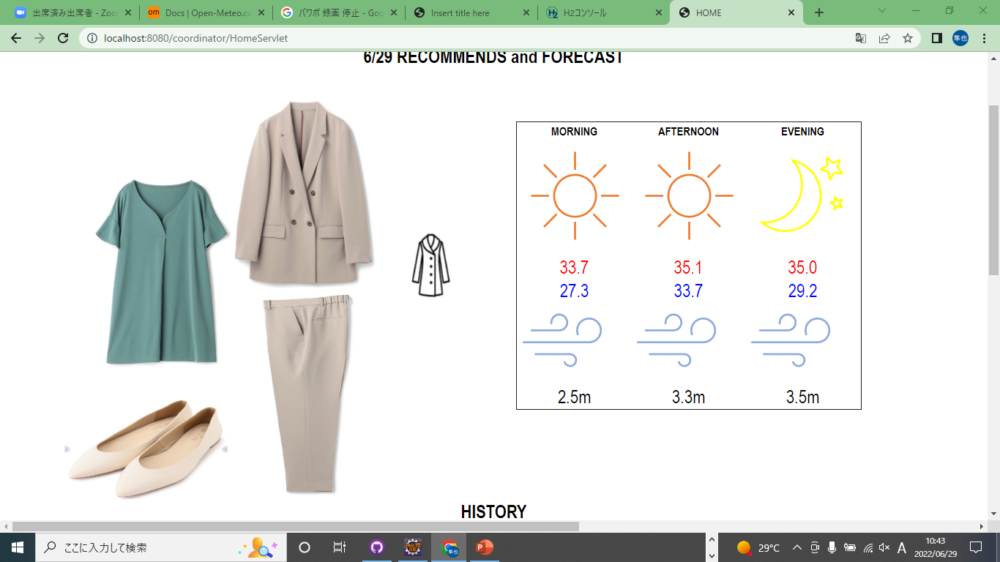 出席済み出席者 - Zoo
Docs | Open-Meteo.co
パワポ 録画 停止 - Goo
Insert title here
H2コンソール
HOME
localhost:8080/coordinator/HomeServlet
隼也
6/29 RECOMMENDS and FORECAST
MORNING AFTERNOON EVENING
33.7 35.1 35.0
27.3 33.7 29.2
2.5m 3.3m 3.5m
HISTORY
ここに入力して検索
29°C
A
10:43
2022/06/29